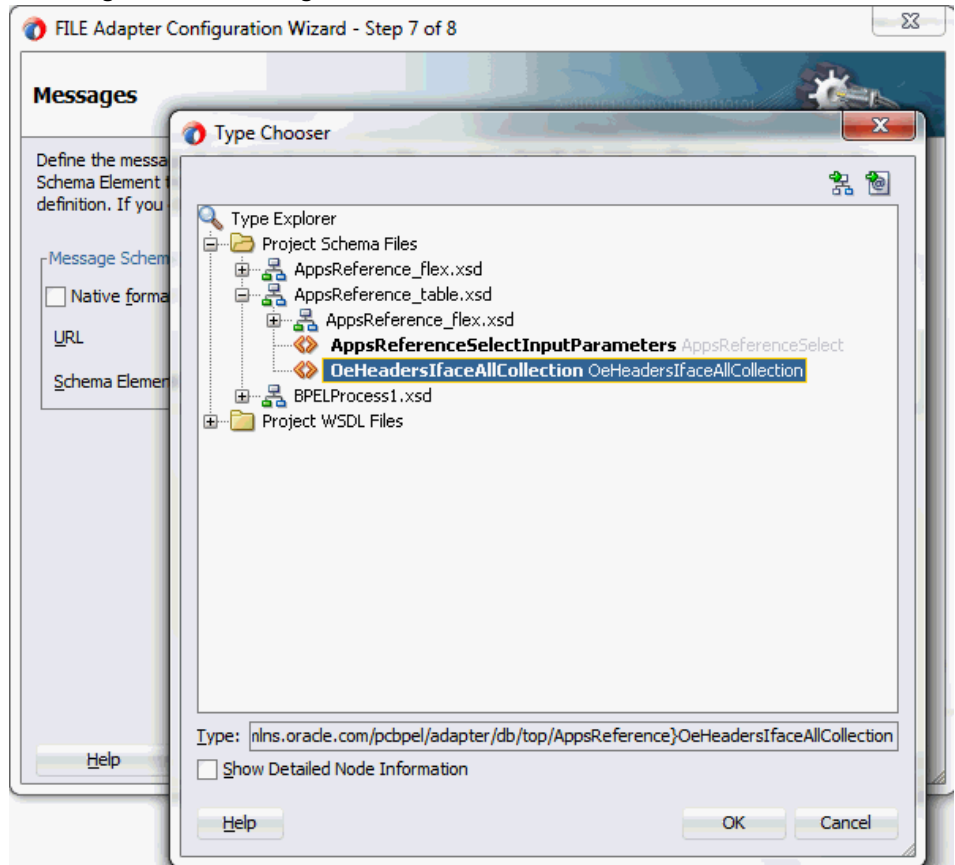 FILE Adapter Configuration Wizard - Step 7 of 8
Messages
Type Chooser
Define the messa
Schema Element t
definition. If you
Type Explorer
Project Schema Files
AppsReference_flex.xsd
Message Schem
AppsReference_table.xsd
Native forma
AppsReference_flex.xsd
URL
AppsReferenceSelectInputParameters AppsReferenceSelect
Schema Elemen
OeHeadersIfaceAllCollection OeHeadersIfaceAllCollection
BPELProcess1.xsd
Project WSDL Files
Type: nlns.oracle.com/pcbpel/adapter/db/top/AppsReference}OeHeadersIfaceAllCollection
Show Detailed Node Information
Help
Help
OK
Cancel